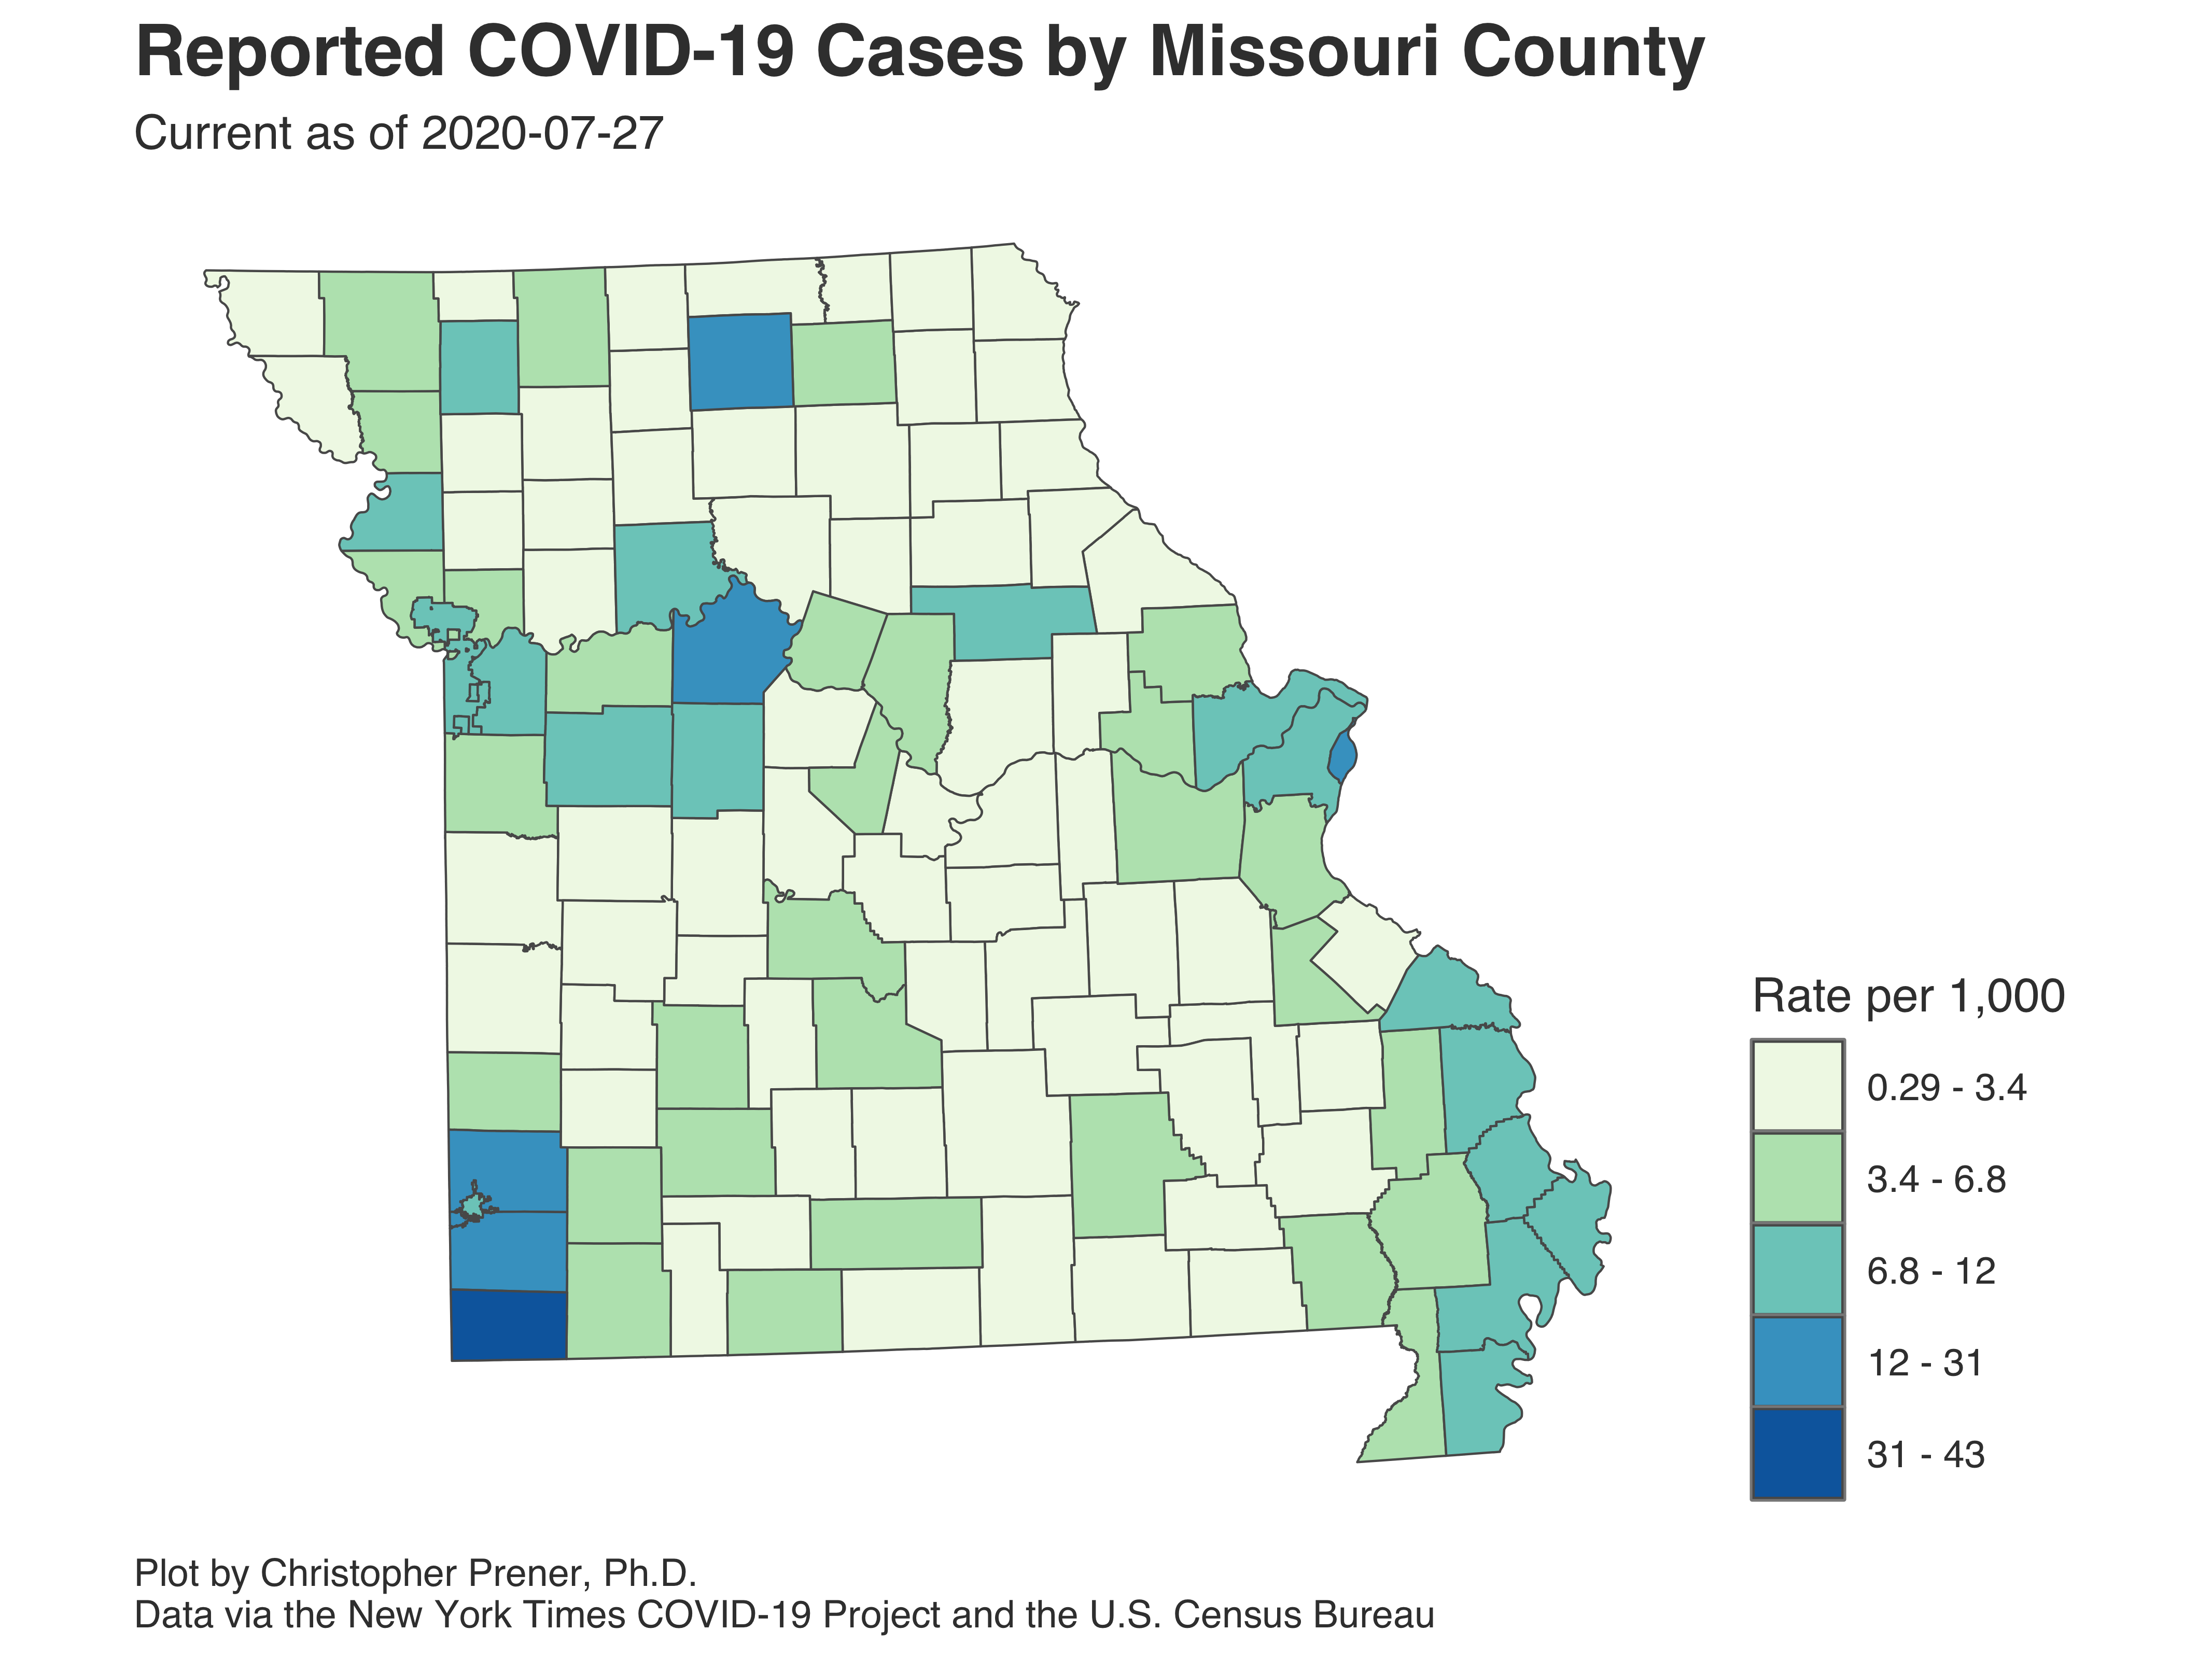 Reported COVID-19 Cases by Missouri County
Current as of 2020-07-27
Rate per 1,000
0.29 - 3.4
3.4 - 6.8
6.8 - 12
12 - 31
31 - 43
Plot by Christopher Prener, Ph.D.
Data via the New York Times COVID-19 Project and the U.S. Census Bureau